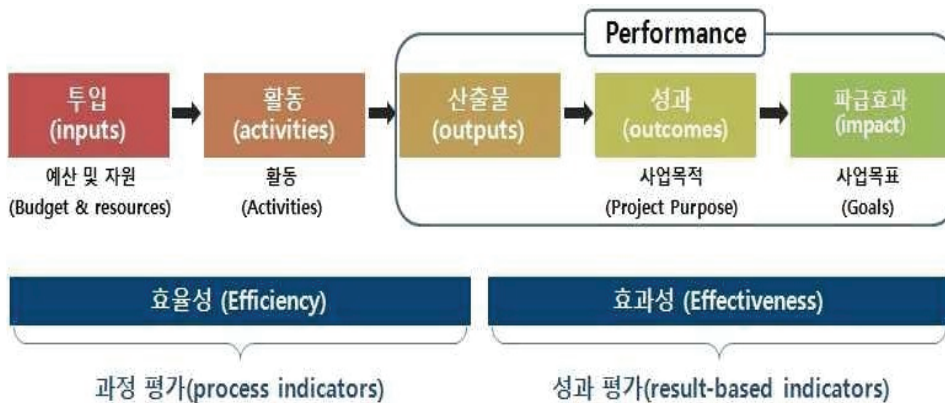 Performance
투입
(inputs)
활동
(activities)
산출물
(outputs)
성과
(outcomes)
파급효과
(impact)
예산 및 자원
(Budget & resources)
활동
(Activities)
사업목적
(Project Purpose)
사업목표
(Goals)
효율성 (Efficiency)
효과성 (Effectiveness)
과정 평가(process indicators)
성과 평가(result-based indicators)